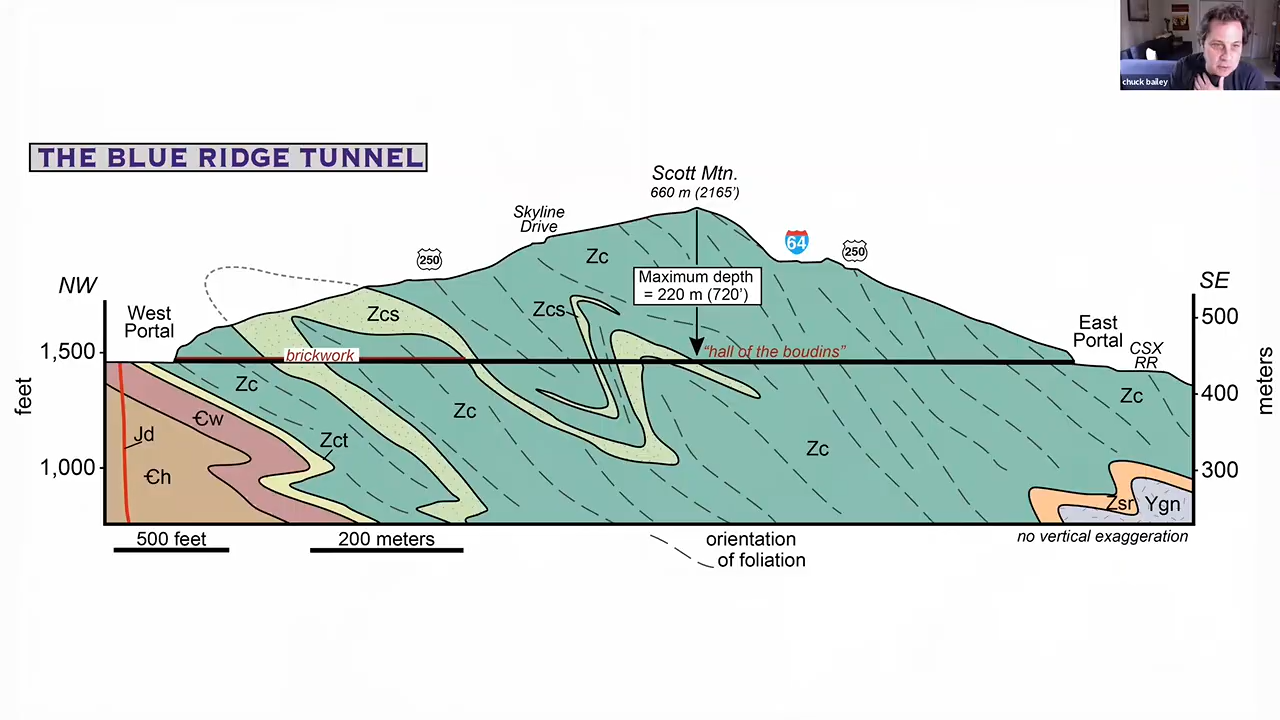 chuck bailey
THE BLUE RIDGE TUNNEL
Scott Mtn.
660 m (2165')
Skyline
Drive
250
64
250
Zc
Maximum depth
= 220 m (720')
NW
SE
West
Portal
Zcs
Zcs
500
East
Portal
CSX
RR
1,500
brickwork
"hall of the boudins"
feet
meters
400
Zc
Zc
Zc
Ꞓw
Jd
Zct
Zc
1,000
300
Ꞓh
Zsr
Ygn
500 feet
200 meters
orientation
of foliation
no vertical exaggeration